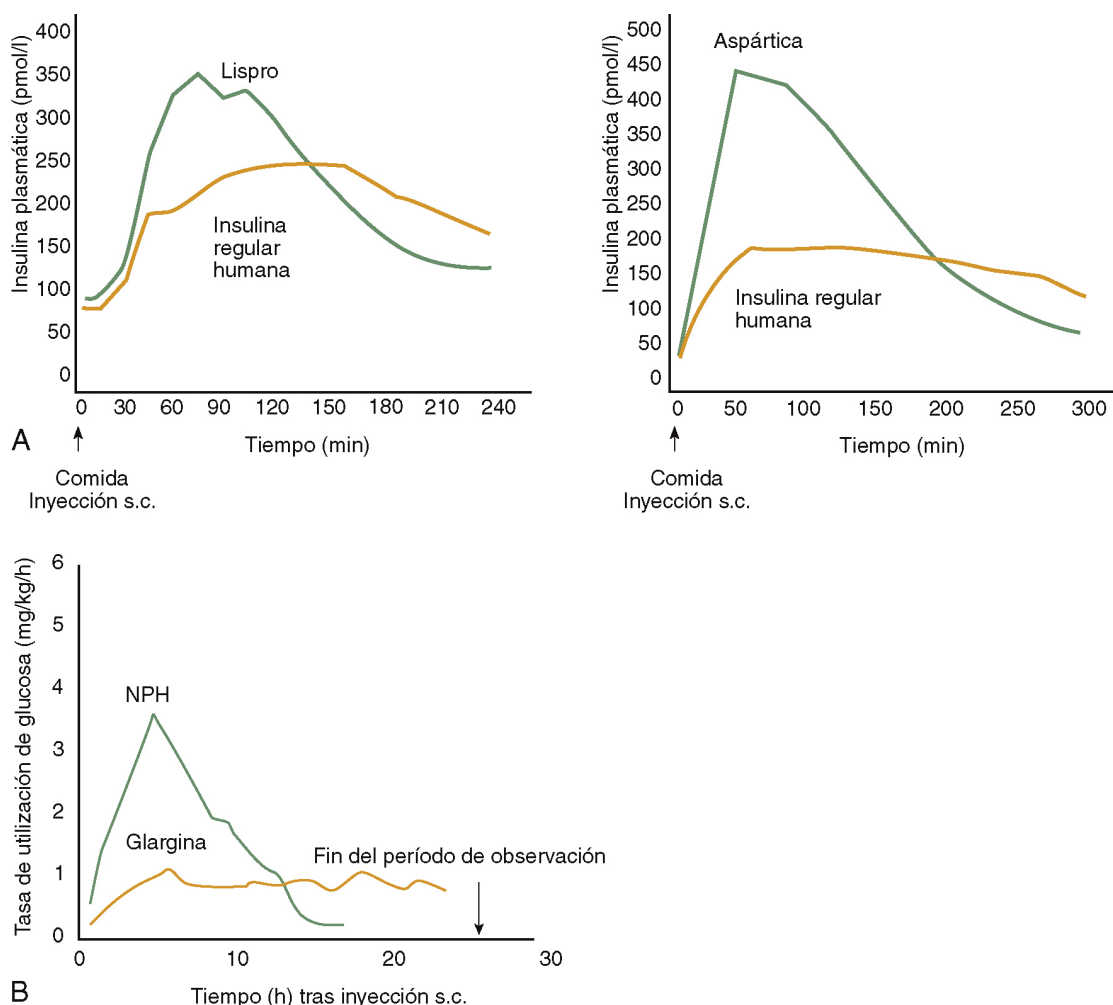 Insulina plasmática (pmol/l)
400
350
300
250
200
150
100
50
0
Lispro
Insulina
regular
humana
0 30 60 90 120 150 180 210 240
Tiempo (min)
A
Comida
Inyección s.c.
Insulina plasmática (pmol/l)
500
450
400
350
300
250
200
150
100
50
0
Aspártica
Insulina regular
humana
0 50 100 150 200 250 300
Tiempo (min)
Comida
Inyección s.c.
Tasa de utilización de glucosa (mg/kg/h)
6
5
4
3
2
1
0
NPH
Glargina
Fin del período de observación
0 10 20 30
Tiempo (h) tras inyección s.c.
B